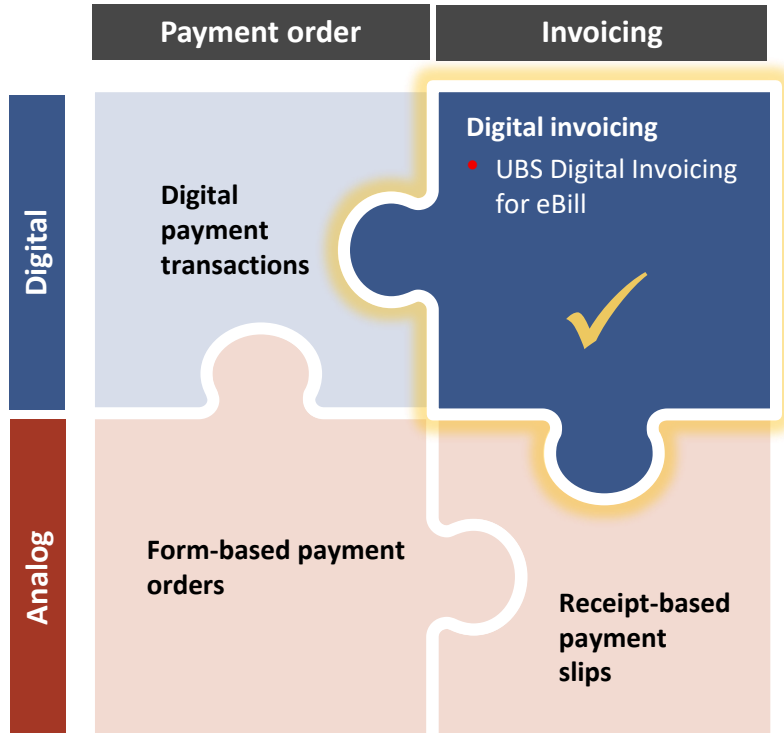 Payment order
Invoicing
Digital
Digital
payment
transactions
Digital invoicing
• UBS Digital Invoicing
for eBill
Analog
Form-based payment
orders
Receipt-based
payment
slips